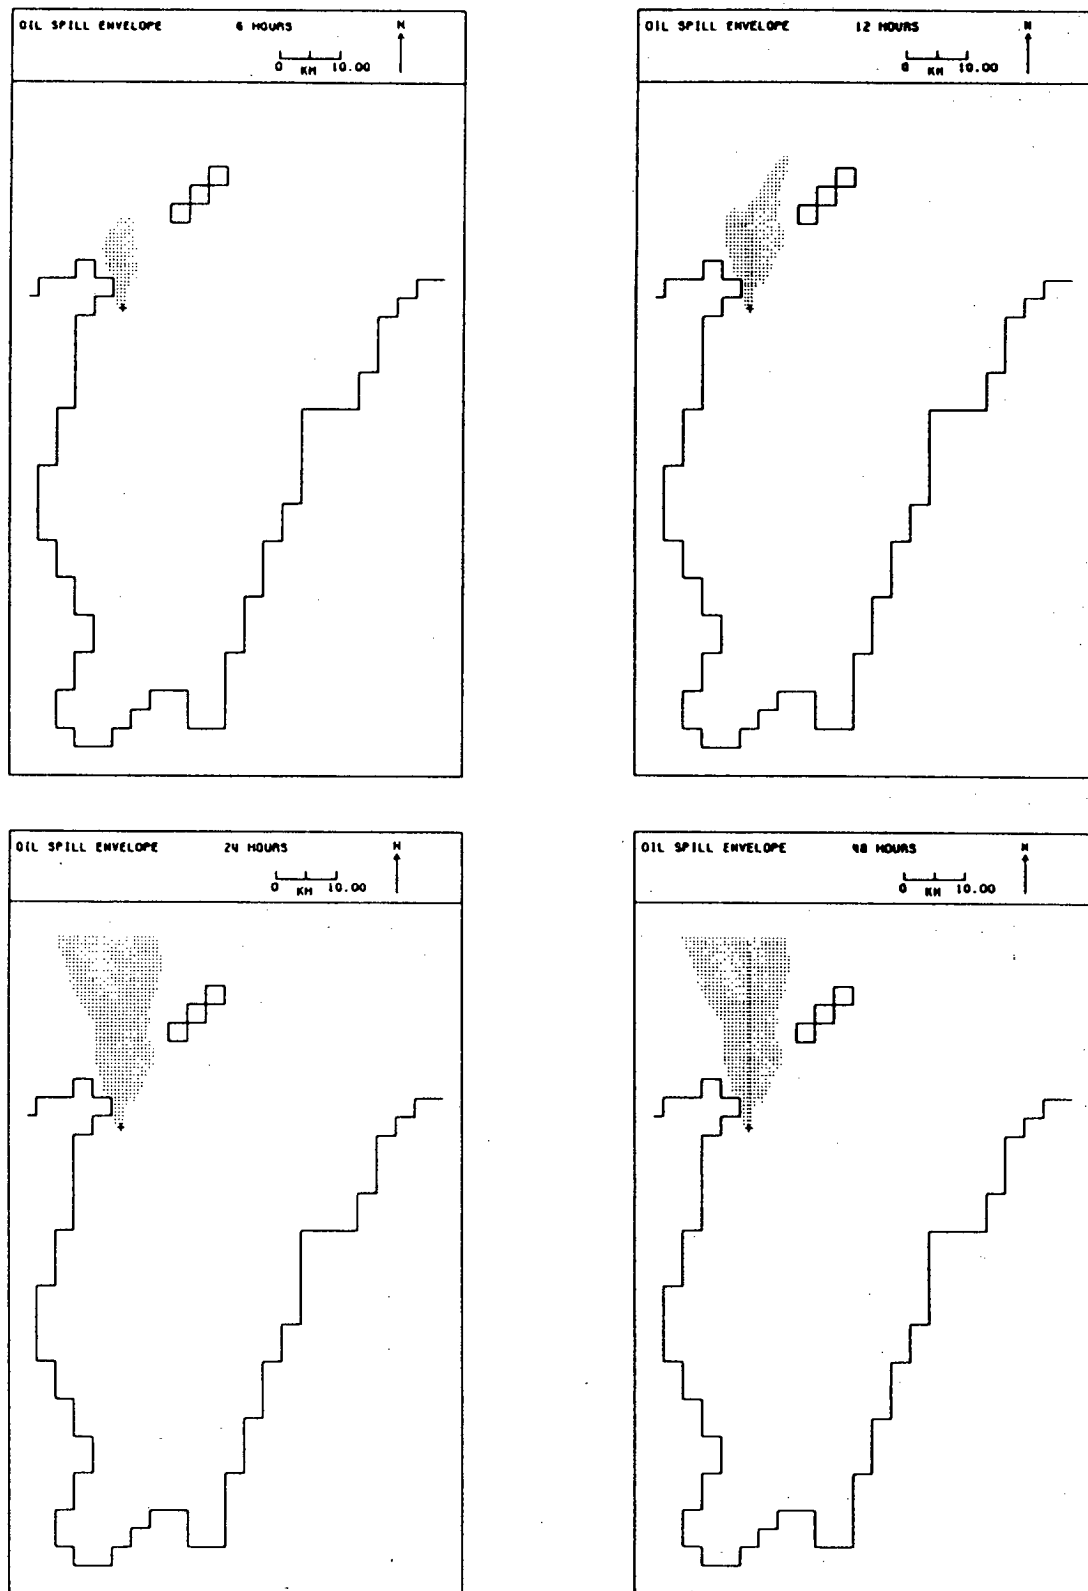 OIL SPILL ENVELOPE 6 HOURS N
0 KM 10.00
OIL SPILL ENVELOPE 12 HOURS N
0 KM 10.00
OIL SPILL ENVELOPE 24 HOURS N
0 KM 10.00
OIL SPILL ENVELOPE 48 HOURS N
0 KM 10.00